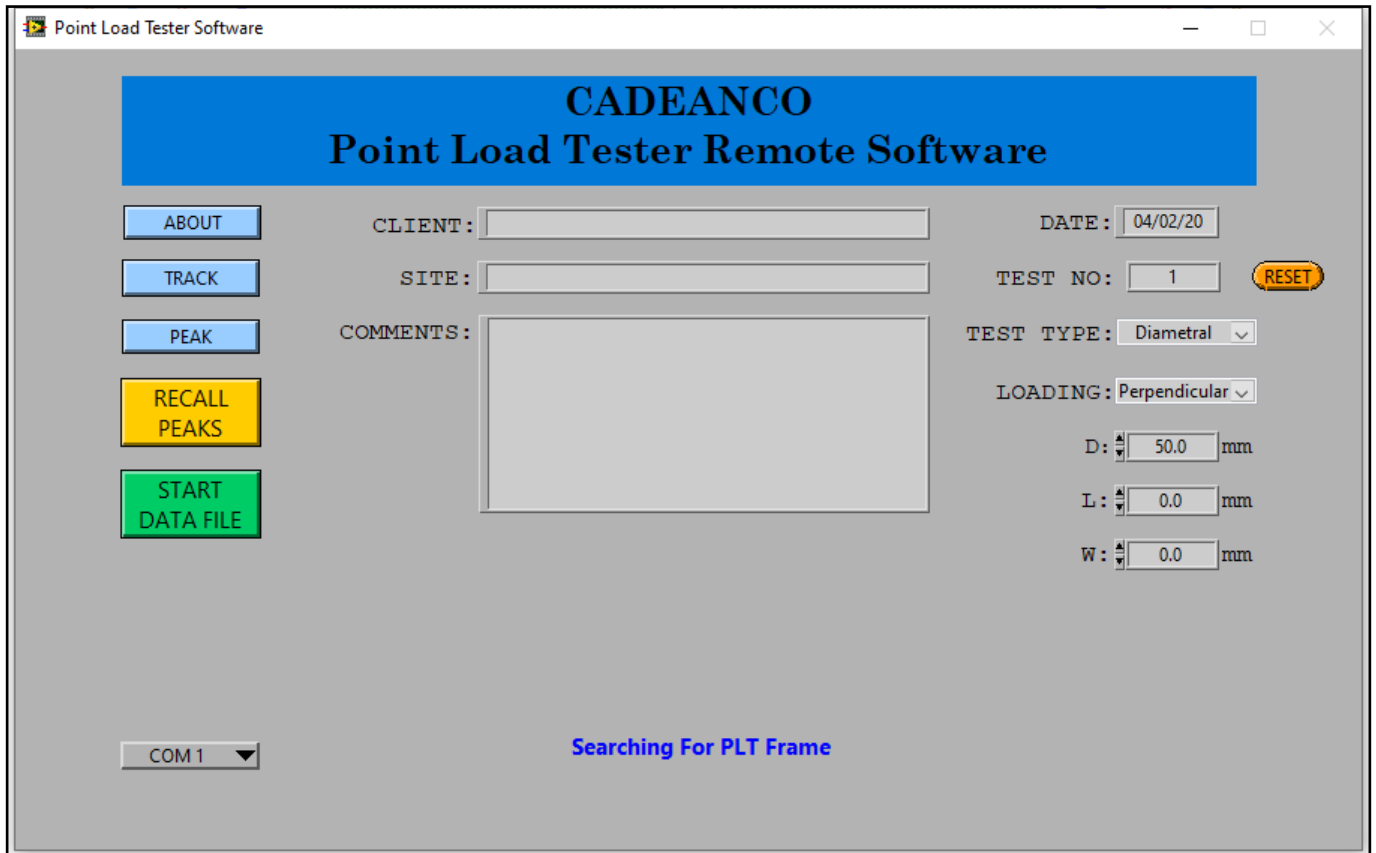 Point Load Tester Software
CADEANCO
Point Load Tester Remote Software
ABOUT
CLIENT:
DATE: 04/02/20
TRACK
SITE:
TEST NO: 1
RESET
PEAK
COMMENTS:
TEST TYPE: Diametral
RECALL
PEAKS
LOADING: Perpendicular
D: 50.0 mm
START
DATA FILE
L: 0.0 mm
W: 0.0 mm
COM 1
Searching For PLT Frame